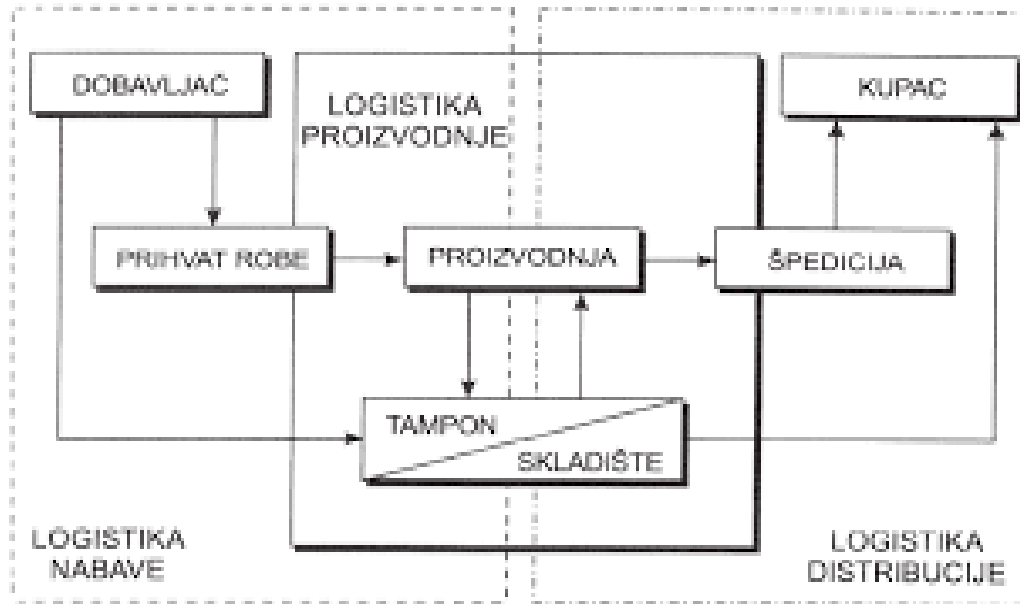 DOBAVLJAČ
LOGISTIKA
PROIZVODNJE
KUPAC
PRIHVAT ROBE
PROIZVODNJA
ŠPEDICIJA
TAMPON
SKLADIŠTE
LOGISTIKA
NABAVE
LOGISTIKA
DISTRIBUCIJE